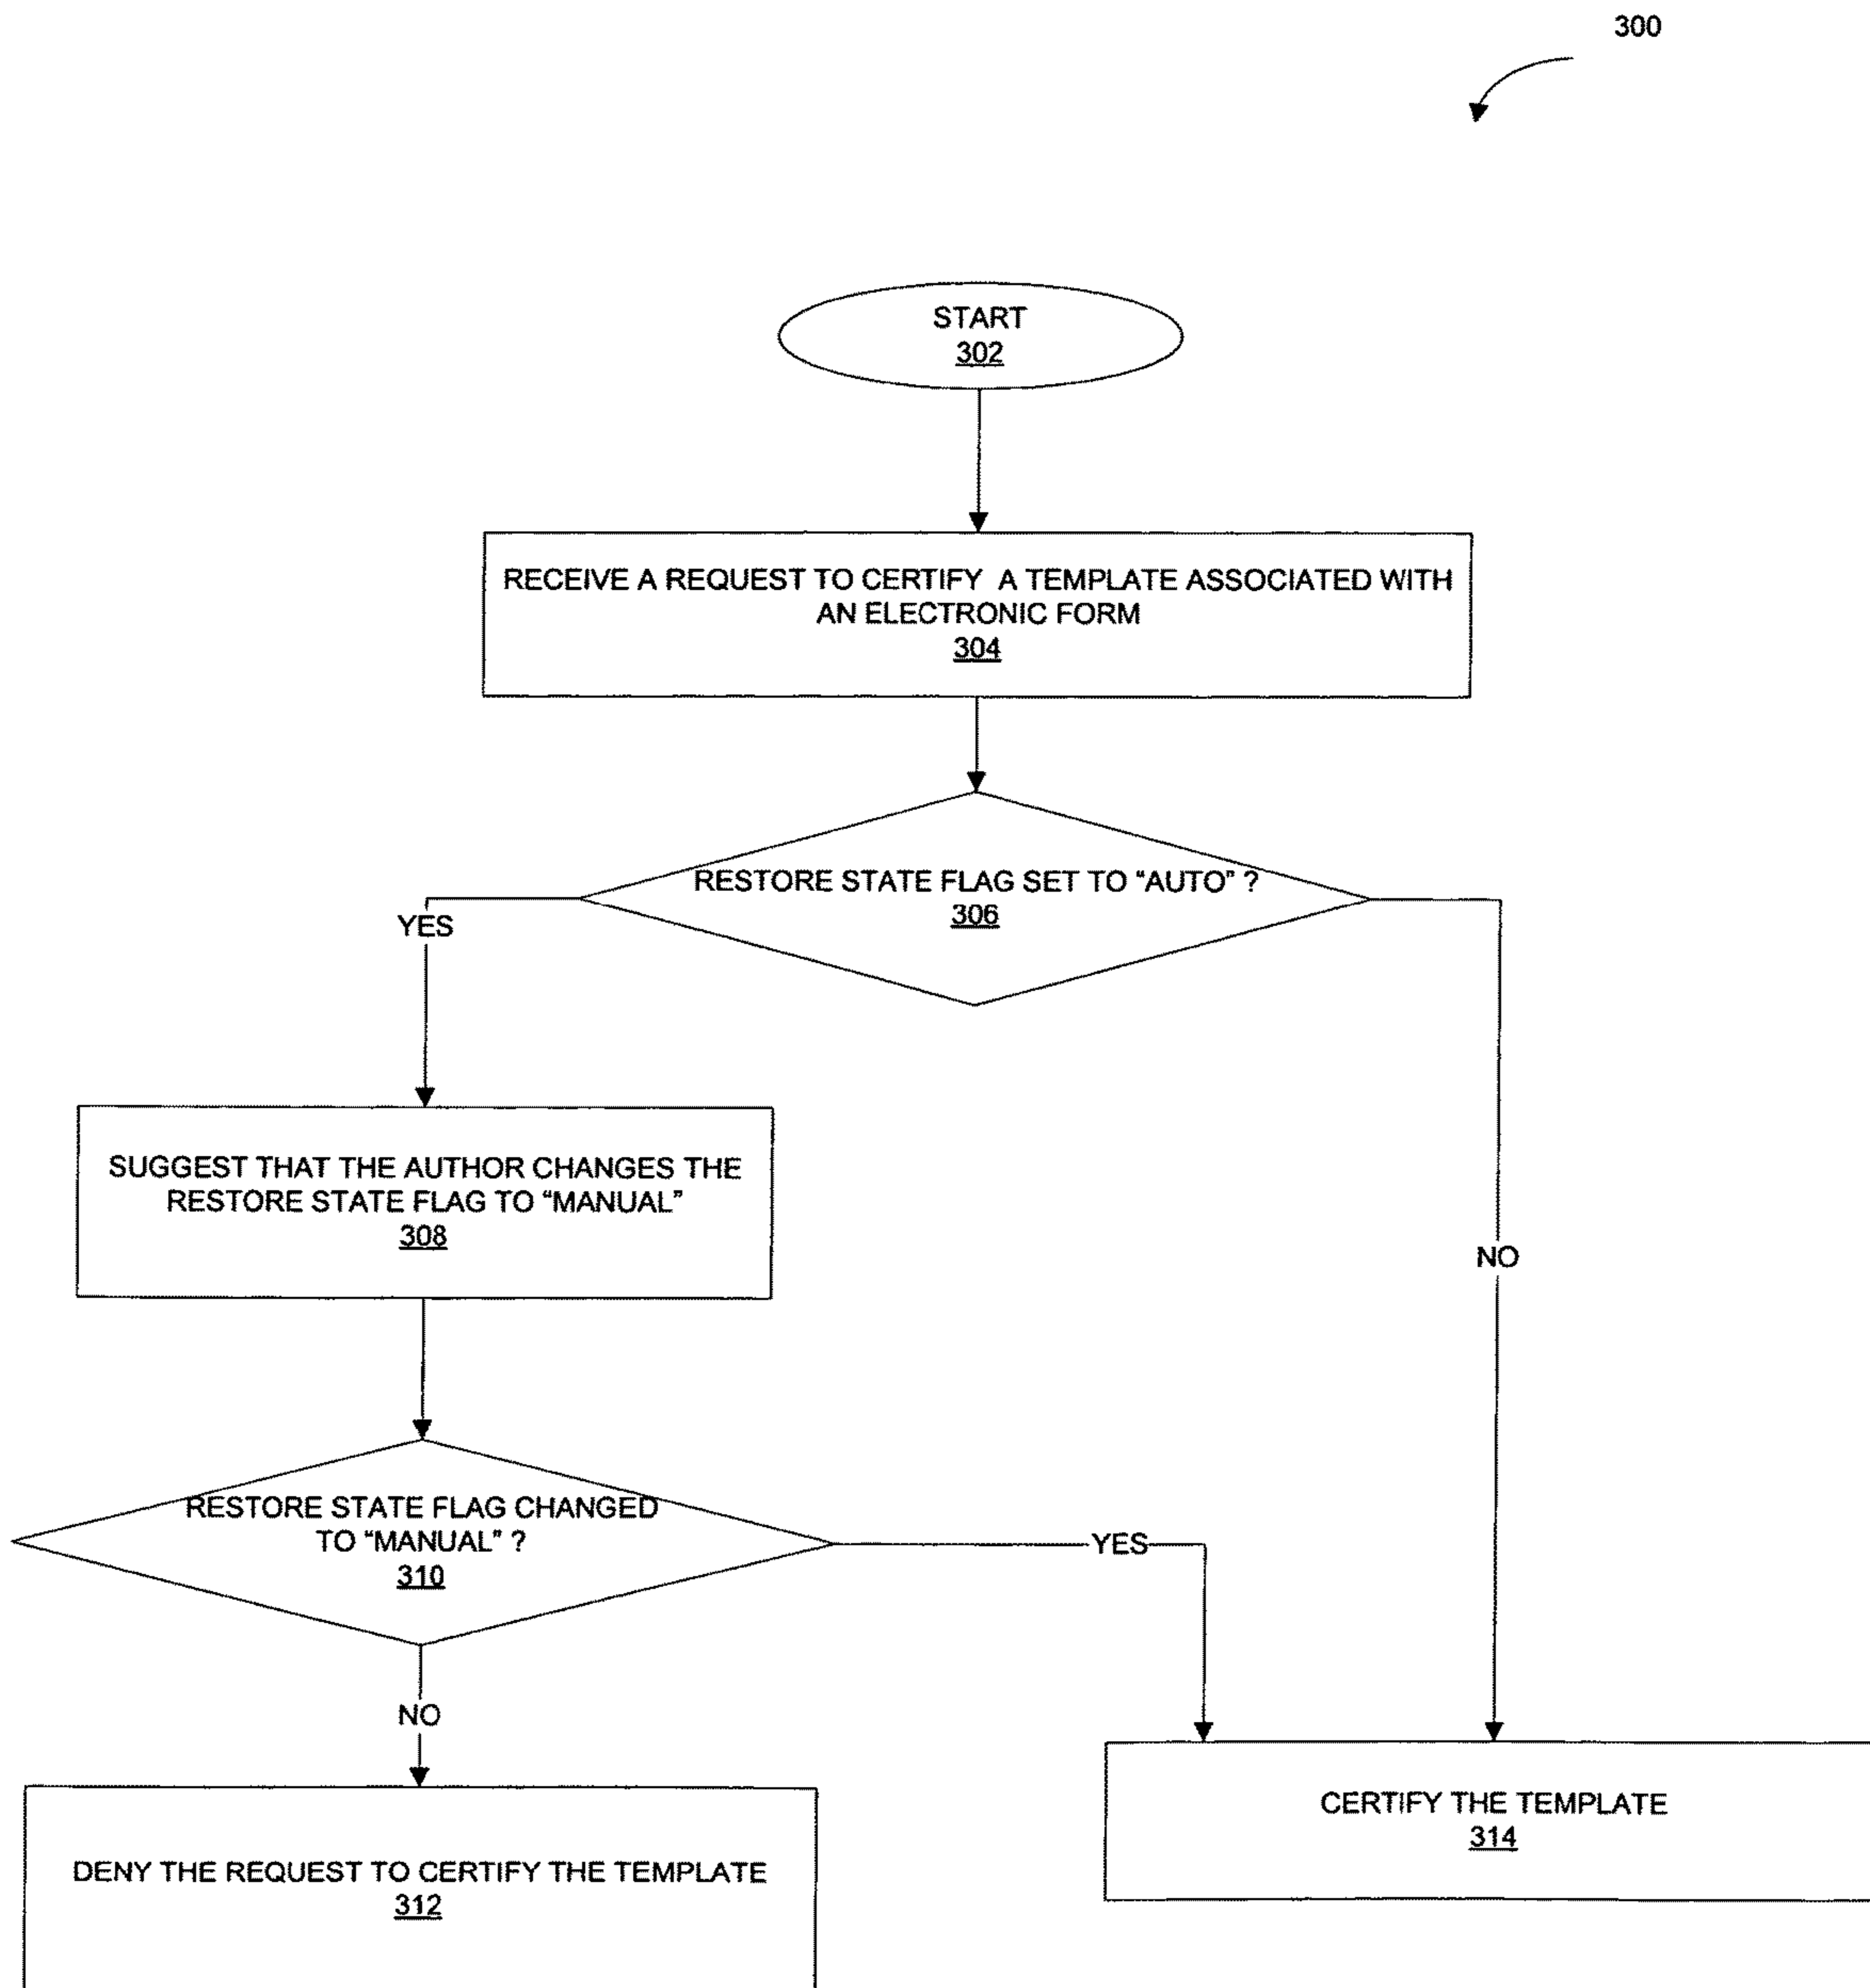 300
START
302
RECEIVE A REQUEST TO CERTIFY A TEMPLATE ASSOCIATED WITH
AN ELECTRONIC FORM
304
RESTORE STATE FLAG SET TO “AUTO” ?
306
YES
SUGGEST THAT THE AUTHOR CHANGES THE
RESTORE STATE FLAG TO “MANUAL”
308
NO
RESTORE STATE FLAG CHANGED
TO “MANUAL” ?
310
YES
NO
CERTIFY THE TEMPLATE
314
DENY THE REQUEST TO CERTIFY THE TEMPLATE
312